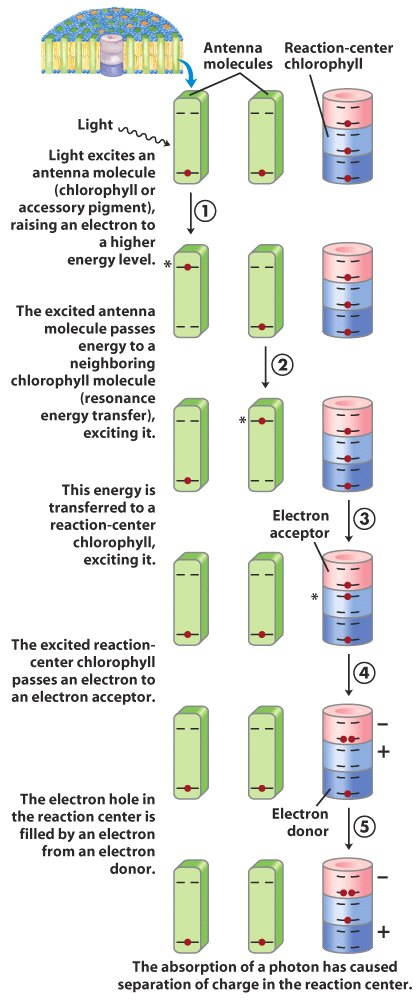 Antenna
molecules
Reaction-center
chlorophyll
Light
Light excites an
antenna molecule
(chlorophyll or
accessory pigment),
raising an electron to
a higher
energy level.
1
*
The excited antenna
molecule passes
energy to a
neighboring
chlorophyll molecule
(resonance
energy transfer),
exciting it.
2
*
This energy is
transferred to a
reaction-center
chlorophyll,
exciting it.
3
Electron
acceptor
*
The excited reaction-
center chlorophyll
passes an electron to
an electron acceptor.
4
–
+
The electron hole in
the reaction center is
filled by an electron
from an electron
donor.
Electron
donor
5
–
+
The absorption of a photon has caused
separation of charge in the reaction center.